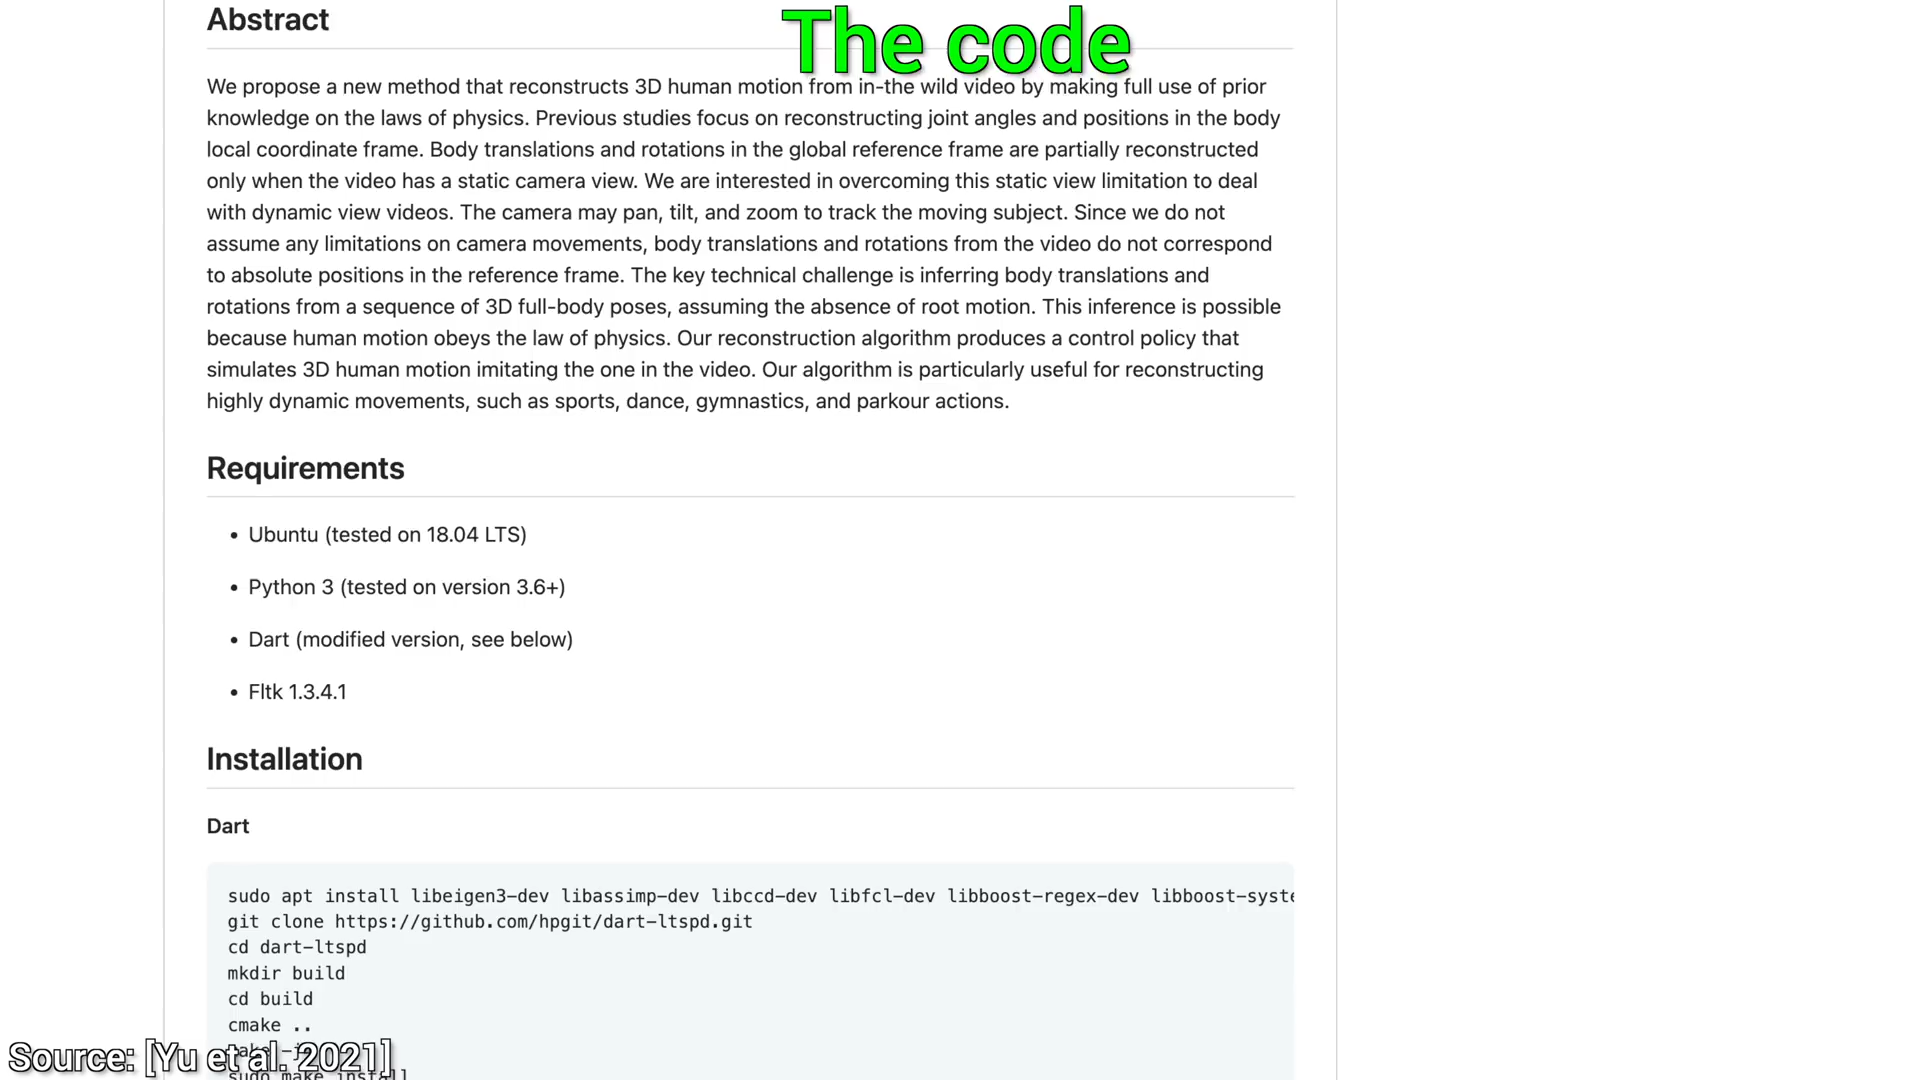 Abstract
The code
We propose a new method that reconstructs 3D human motion from in-the wild video by making full use of prior
knowledge on the laws of physics. Previous studies focus on reconstructing joint angles and positions in the body
local coordinate frame. Body translations and rotations in the global reference frame are partially reconstructed
only when the video has a static camera view. We are interested in overcoming this static view limitation to deal
with dynamic view videos. The camera may pan, tilt, and zoom to track the moving subject. Since we do not
assume any limitations on camera movements, body translations and rotations from the video do not correspond
to absolute positions in the reference frame. The key technical challenge is inferring body translations and
rotations from a sequence of 3D full-body poses, assuming the absence of root motion. This inference is possible
because human motion obeys the law of physics. Our reconstruction algorithm produces a control policy that
simulates 3D human motion imitating the one in the video. Our algorithm is particularly useful for reconstructing
highly dynamic movements, such as sports, dance, gymnastics, and parkour actions.
Requirements
• Ubuntu (tested on 18.04 LTS)
• Python 3 (tested on version 3.6+)
• Dart (modified version, see below)
• Fltk 1.3.4.1
Installation
Dart
sudo apt install libeigen3-dev libassimp-dev libccd-dev libfcl-dev libboost-regex-dev libboost-syste
git clone https://github.com/hpgit/dart-ltspd.git
cd dart-ltspd
mkdir build
cd build
cmake ..
sudo make install
Source: [Yu et al. 2021]